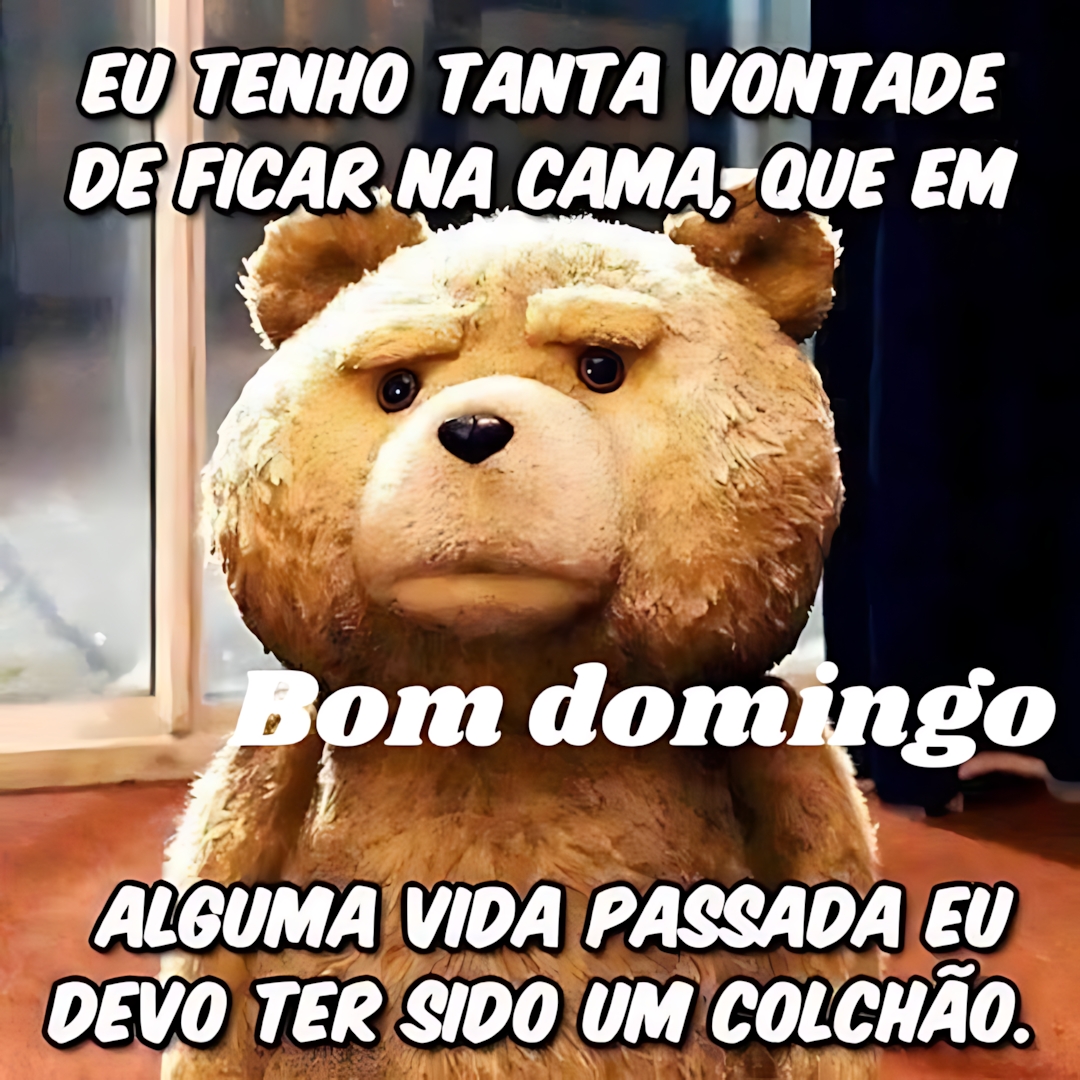 EU TENHO TANTA VONTADE
DE FICAR NA CAMA, QUE EM
Bom domingo
ALGUMA VIDA PASSADA EU
DEVO TER SIDO UM COLCHÃO.